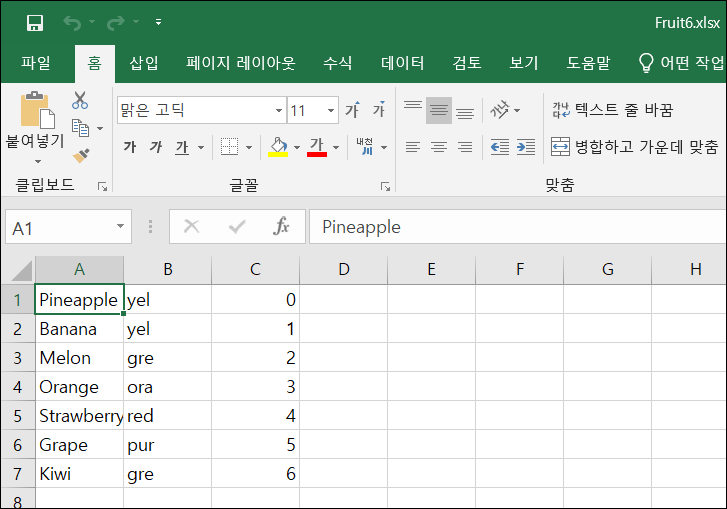 Fruit6.xlsx
파일 홈 삽입 페이지 레이아웃 수식 데이터 검토 보기 도움말 어떤 작업
붙여넣기 맑은 고딕 11 가 가 텍스트 줄 바꿈
가 가 가 가 내천 병합하고 가운데 맞춤
클립보드 글꼴 맞춤
A1 fx Pineapple
A B C D E F G H
1 Pineapple yel 0
2 Banana yel 1
3 Melon gre 2
4 Orange ora 3
5 Strawberry red 4
6 Grape pur 5
7 Kiwi gre 6
8